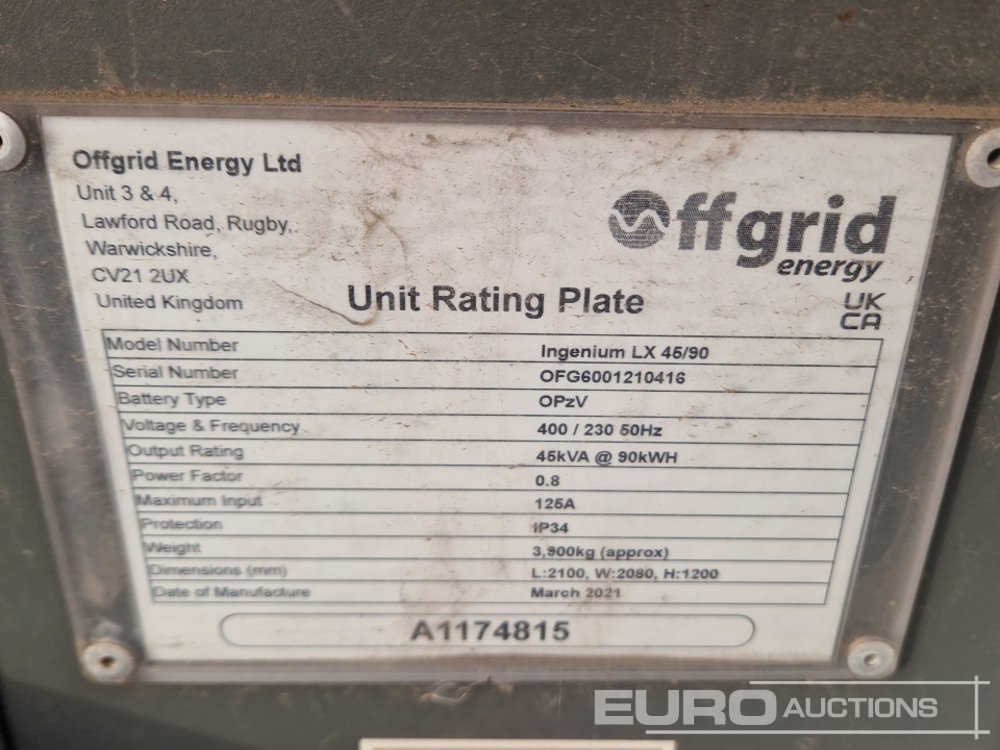 Offgrid Energy Ltd
Unit 3 & 4,
Lawford Road, Rugby,
Warwickshire,
CV21 2UX
United Kingdom
Offgrid
energy
Unit Rating Plate
UK
CA
Model Number Ingenium LX 45/90
Serial Number OFG6001210416
Battery Type OPzV
Voltage & Frequency 400 / 230 50Hz
Output Rating 45kVA @ 90kWH
Power Factor 0.8
Maximum Input 125A
Protection IP34
Weight 3,900kg (approx)
Dimensions (mm) L:2100, W:2080, H:1200
Date of Manufacture March 2021
A1174815
EURO AUCTIONS